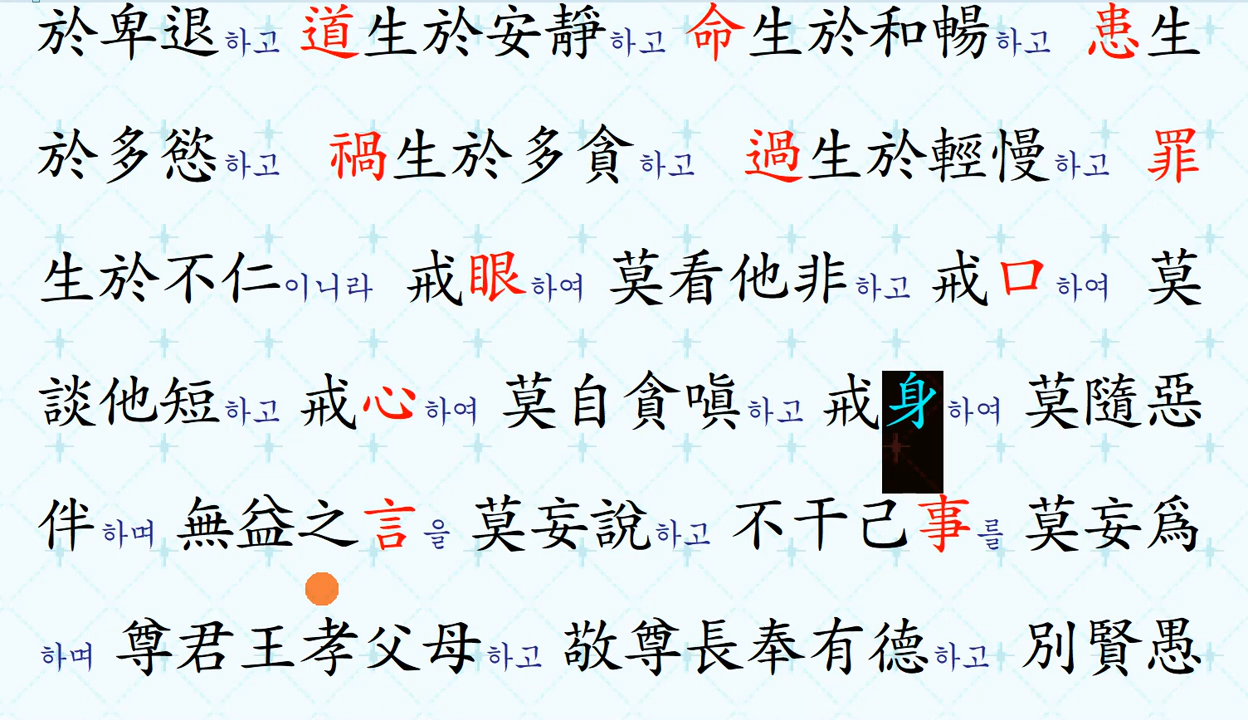 於卑退하고 道生於安靜하고 命生於和暢하고 患生
於多慾하고 禍生於多貪하고 過生於輕慢하고 罪
生於不仁이니라 戒眼하여 莫看他非하고 戒口하여 莫
談他短하고 戒心하여 莫自貪嗔하고 戒身하여 莫隨惡
伴하며 無益之言을 莫妄說하고 不干己事를 莫妄爲
하며 尊君王孝父母하고 敬尊長奉有德하고 別賢愚